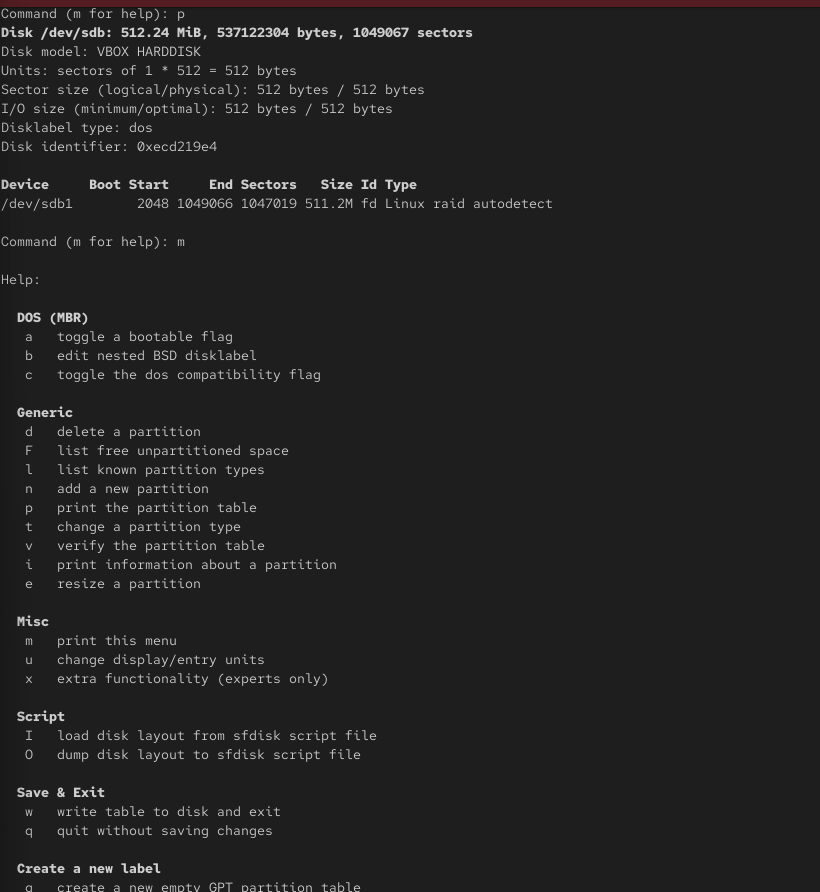 Command (m for help): p
Disk /dev/sdb: 512.24 MiB, 537122304 bytes, 1049067 sectors
Disk model: VBOX HARDDISK
Units: sectors of 1 * 512 = 512 bytes
Sector size (logical/physical): 512 bytes / 512 bytes
I/O size (minimum/optimal): 512 bytes / 512 bytes
Disklabel type: dos
Disk identifier: 0xecd219e4
Device     Boot Start     End Sectors   Size Id Type
/dev/sdb1        2048 1049066 1047019 511.2M fd Linux raid autodetect
Command (m for help): m
Help:
DOS (MBR)
a   toggle a bootable flag
b   edit nested BSD disklabel
c   toggle the dos compatibility flag
Generic
d   delete a partition
F   list free unpartitioned space
l   list known partition types
n   add a new partition
p   print the partition table
t   change a partition type
v   verify the partition table
i   print information about a partition
e   resize a partition
Misc
m   print this menu
u   change display/entry units
x   extra functionality (experts only)
Script
I   load disk layout from sfdisk script file
O   dump disk layout to sfdisk script file
Save & Exit
w   write table to disk and exit
q   quit without saving changes
Create a new label
g   create a new empty GPT partition table